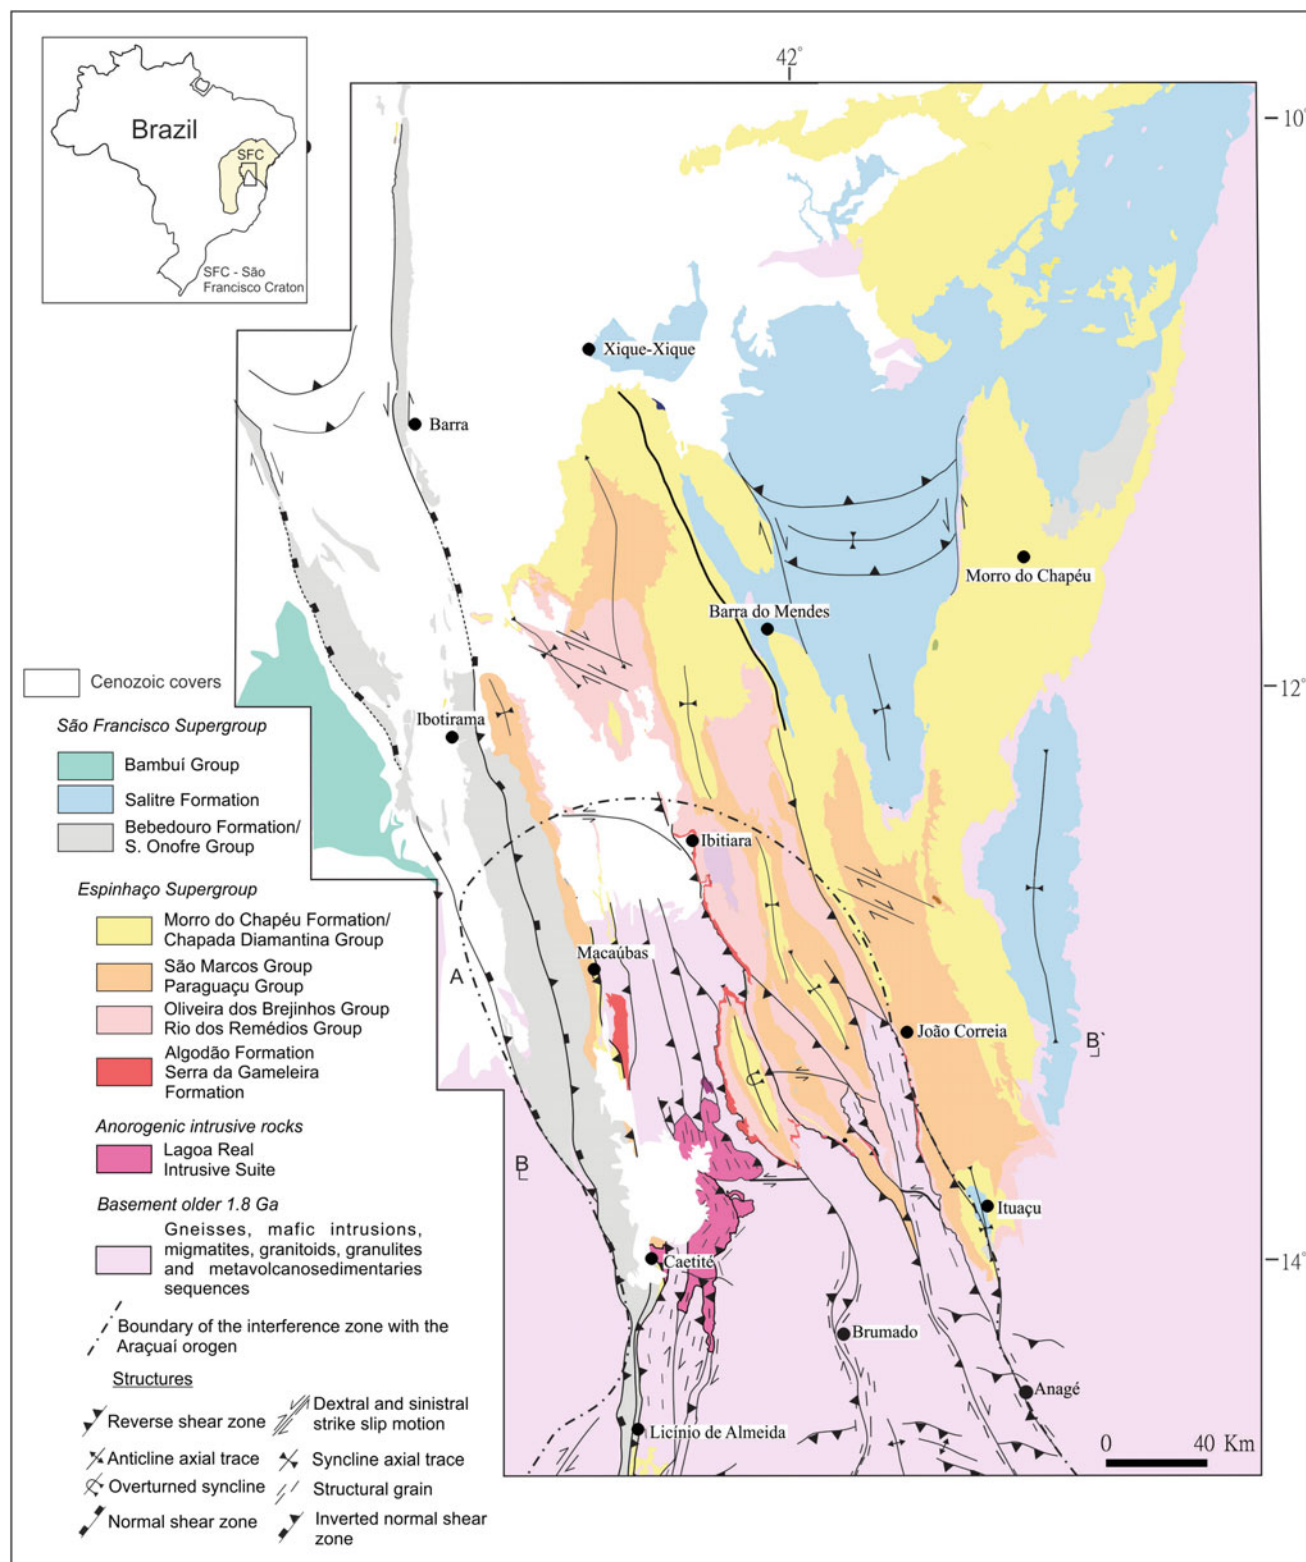 42°
10°
Brazil
SFC
SFC - São
Francisco Craton
Xique-Xique
Barra
Morro do Chapéu
Barra do Mendes
Cenozoic covers
12°
São Francisco Supergroup
Ibotirama
Bambuí Group
Salitre Formation
Bebedouro Formation/
S. Onofre Group
Ibitiara
Espinhaço Supergroup
Morro do Chapéu Formation/
Chapada Diamantina Group
Macaúbas
A
São Marcos Group
Paraguaçu Group
Oliveira dos Brejinhos Group
Rio dos Remédios Group
João Correia
B`
Algodão Formation
Serra da Gameleira
Formation
Anorogenic intrusive rocks
Lagoa Real
Intrusive Suite
B
Basement older 1.8 Ga
Ituaçu
Gneisses, mafic intrusions,
migmatites, granitoids, granulites
and metavolcanosedimentaries
sequences
Caetité
14°
Boundary of the interference zone with the
Araçuaí orogen
Brumado
Structures
Anagé
Reverse shear zone
Dextral and sinistral
strike slip motion
Licínio de Almeida
0 40 Km
Anticline axial trace
Syncline axial trace
Overturned syncline
Structural grain
Normal shear zone
Inverted normal shear
zone